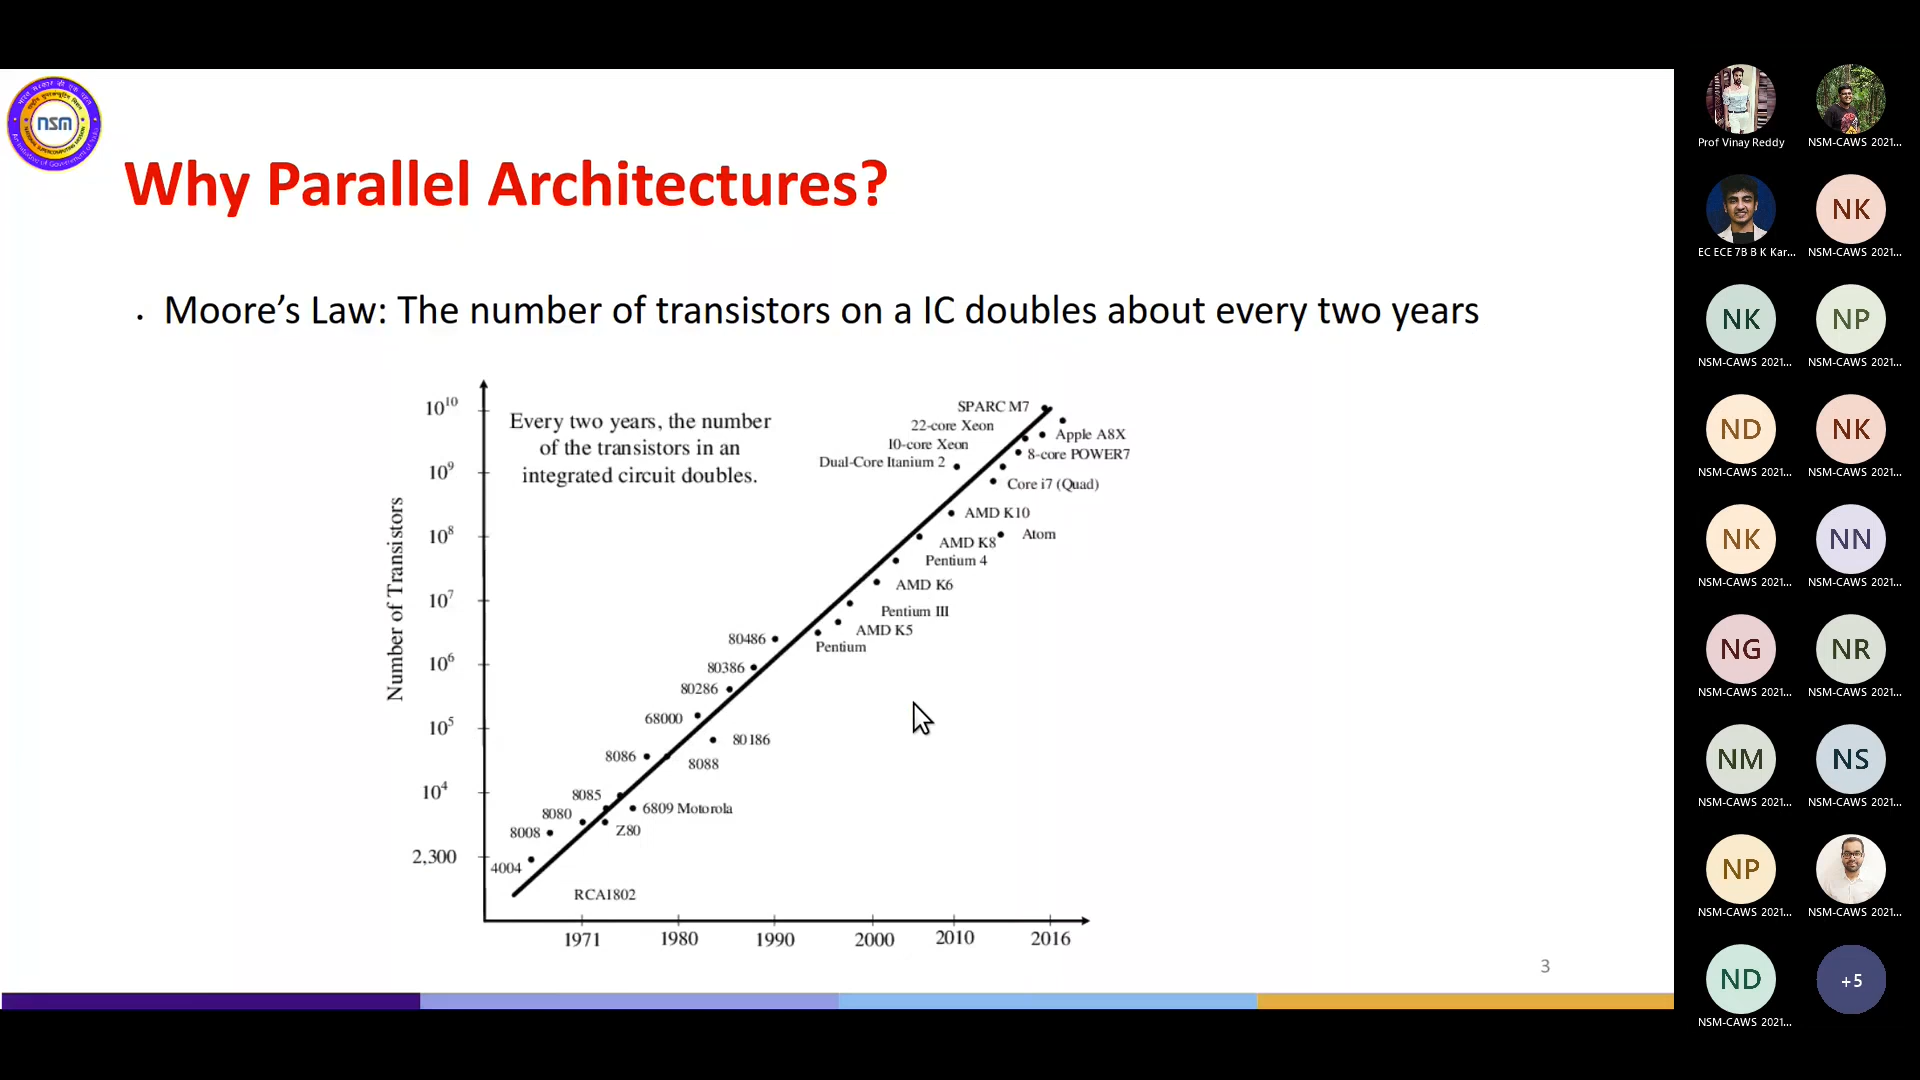 nsm
Why Parallel Architectures?
• Moore’s Law: The number of transistors on a IC doubles about every two years
Every two years, the number
of the transistors in an
integrated circuit doubles.
Number of Transistors
10^10
10^9
10^8
10^7
10^6
10^5
10^4
2,300
SPARC M7
22-core Xeon
10-core Xeon
Dual-Core Itanium 2
Apple A8X
8-core POWER7
Core i7 (Quad)
AMD K10
Atom
AMD K8
Pentium 4
AMD K6
Pentium III
AMD K5
Pentium
80486
80386
80286
68000
80186
8086
8088
8085
6809 Motorola
8080
Z80
8008
4004
RCA1802
1971 1980 1990 2000 2010 2016
3
Prof Vinay Reddy NSM-CAWS 2021...
NK
EC ECE 7B B K Kar... NSM-CAWS 2021...
NK NP
NSM-CAWS 2021... NSM-CAWS 2021...
ND NK
NSM-CAWS 2021... NSM-CAWS 2021...
NK NN
NSM-CAWS 2021... NSM-CAWS 2021...
NG NR
NSM-CAWS 2021... NSM-CAWS 2021...
NM NS
NSM-CAWS 2021... NSM-CAWS 2021...
NP
NSM-CAWS 2021... NSM-CAWS 2021...
ND +5
NSM-CAWS 2021...